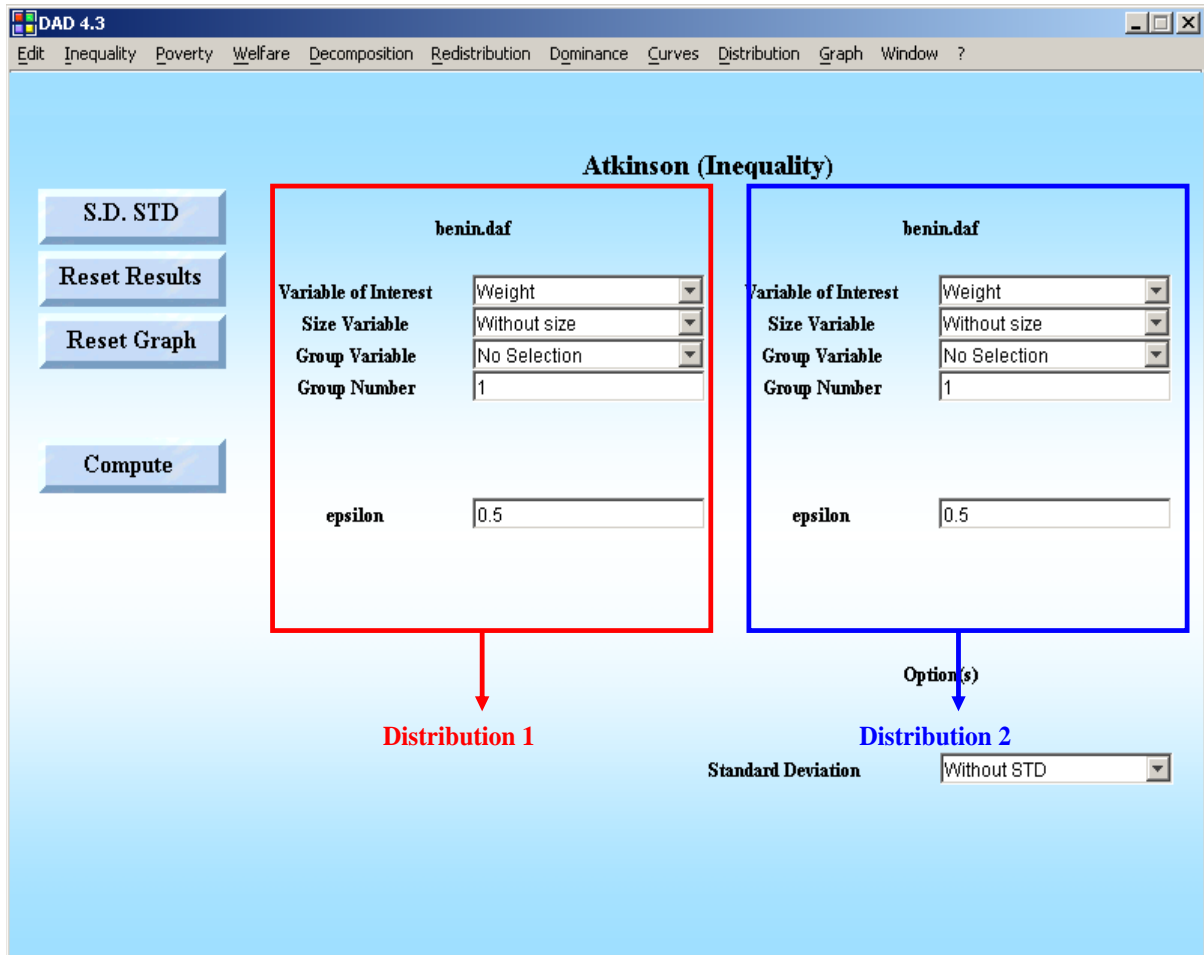 DAD 4.3
Edit Inequality Poverty Welfare Decomposition Redistribution Dominance Curves Distribution Graph Window ?
Atkinson (Inequality)
S.D. STD
Reset Results
Reset Graph
Compute
benin.daf
Variable of Interest Weight
Size Variable Without size
Group Variable No Selection
Group Number 1
epsilon 0.5
benin.daf
Variable of Interest Weight
Size Variable Without size
Group Variable No Selection
Group Number 1
epsilon 0.5
Option(s)
Distribution 1
Distribution 2
Standard Deviation Without STD